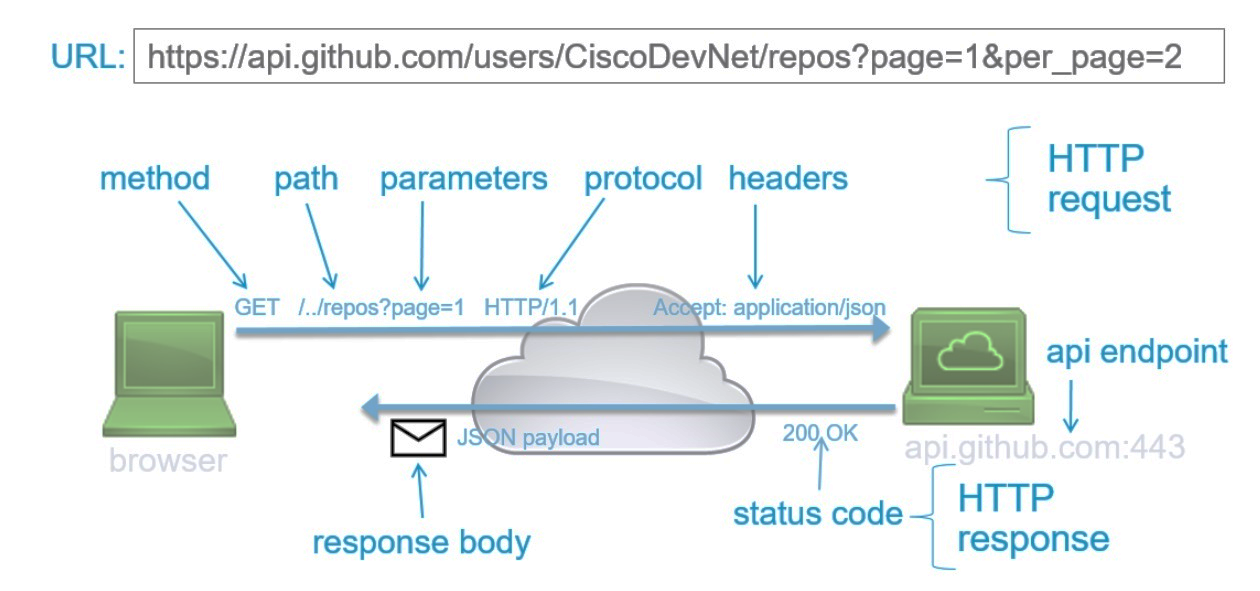 URL: https://api.github.com/users/CiscoDevNet/repos?page=1&per_page=2
HTTP
request
method path parameters protocol headers
GET /../repos?page=1 HTTP/1.1 Accept: application/json
api endpoint
JSON payload 200 OK
browser
api.github.com:443
status code
HTTP
response
response body